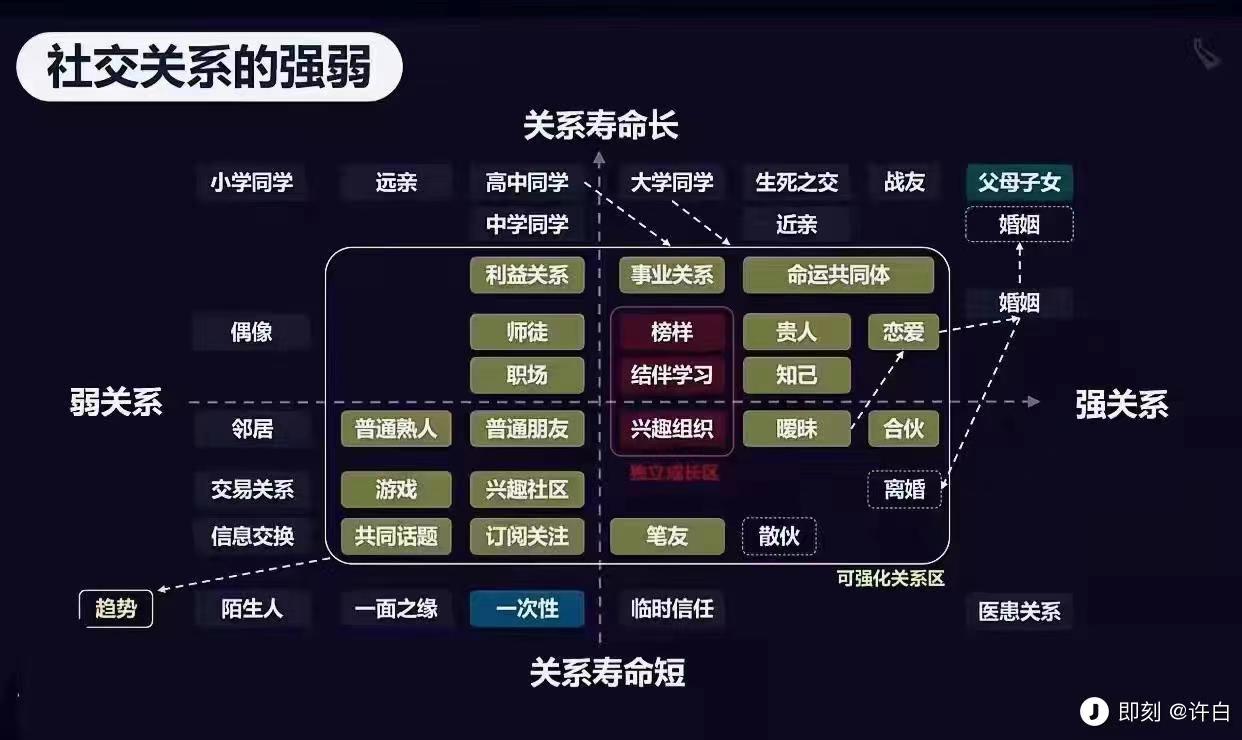 社交关系的强弱
关系寿命长
小学同学 远亲 高中同学 大学同学 生死之交 战友 父母子女
中学同学 近亲 婚姻
利益关系 事业关系 命运共同体
婚姻
偶像 师徒 榜样 贵人 恋爱
职场 结伴学习 知己
弱关系 强关系
邻居 普通熟人 普通朋友 兴趣组织 暧昧 合伙
独立成长区
交易关系 游戏 兴趣社区 离婚
信息交换 共同话题 订阅关注 笔友 散伙
可强化关系区
趋势 陌生人 一面之缘 一次性 临时信任 医患关系
关系寿命短
即刻 @许白